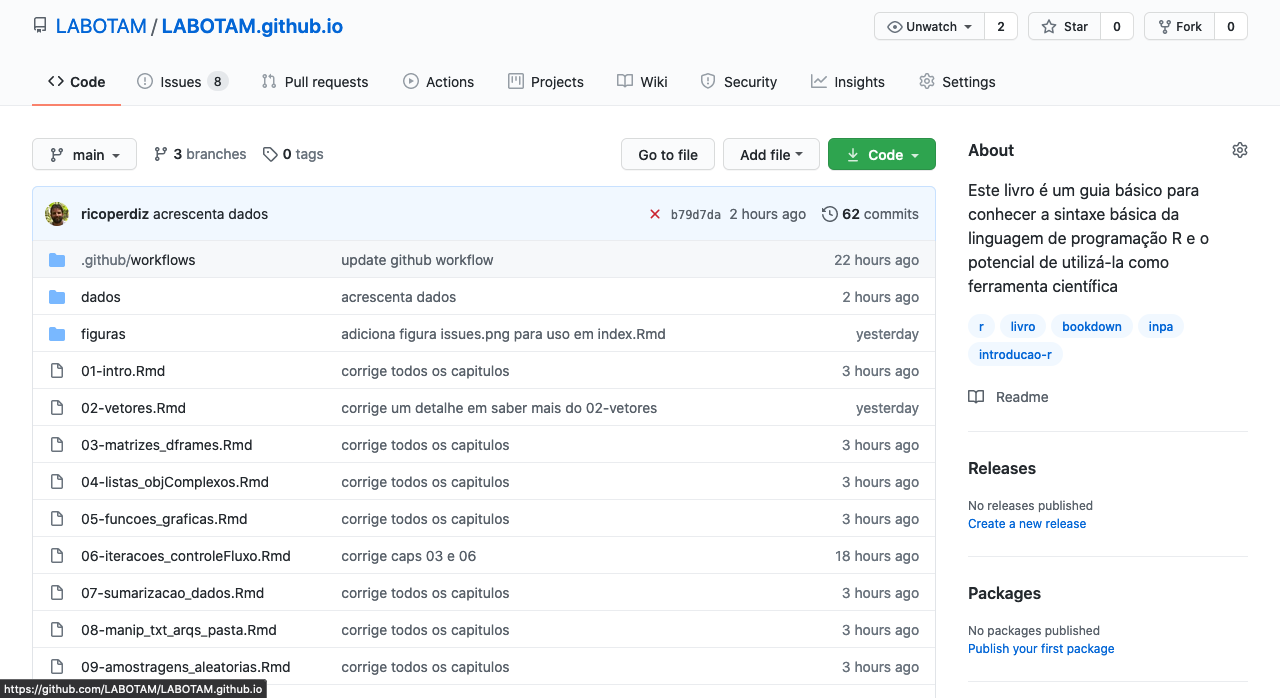 LABOTAM / LABOTAM.github.io
Unwatch 2 Star 0 Fork 0
Code Issues 8 Pull requests Actions Projects Wiki Security Insights Settings
main 3 branches 0 tags Go to file Add file Code
ricoperdiz acrescenta dados b79d7da 2 hours ago 62 commits
.github/workflows update github workflow 22 hours ago
dados acrescenta dados 2 hours ago
figuras adiciona figura issues.png para uso em index.Rmd yesterday
01-intro.Rmd corrige todos os capitulos 3 hours ago
02-vetores.Rmd corrige um detalhe em saber mais do 02-vetores yesterday
03-matrizes_dframes.Rmd corrige todos os capitulos 3 hours ago
04-listas_objComplexos.Rmd corrige todos os capitulos 3 hours ago
05-funcoes_graficas.Rmd corrige todos os capitulos 3 hours ago
06-iteracoes_controleFluxo.Rmd corrige caps 03 e 06 18 hours ago
07-sumarizacao_dados.Rmd corrige todos os capitulos 3 hours ago
08-manip_txt_arqs_pasta.Rmd corrige todos os capitulos 3 hours ago
09-amostragens_aleatorias.Rmd corrige todos os capitulos 3 hours ago
About
Este livro é um guia básico para
conhecer a sintaxe básica da
linguagem de programação R e o
potencial de utilizá-la como
ferramenta científica
r livro bookdown inpa
introducao-r
Readme
Releases
No releases published
Create a new release
Packages
No packages published
Publish your first package
https://github.com/LABOTAM/LABOTAM.github.io